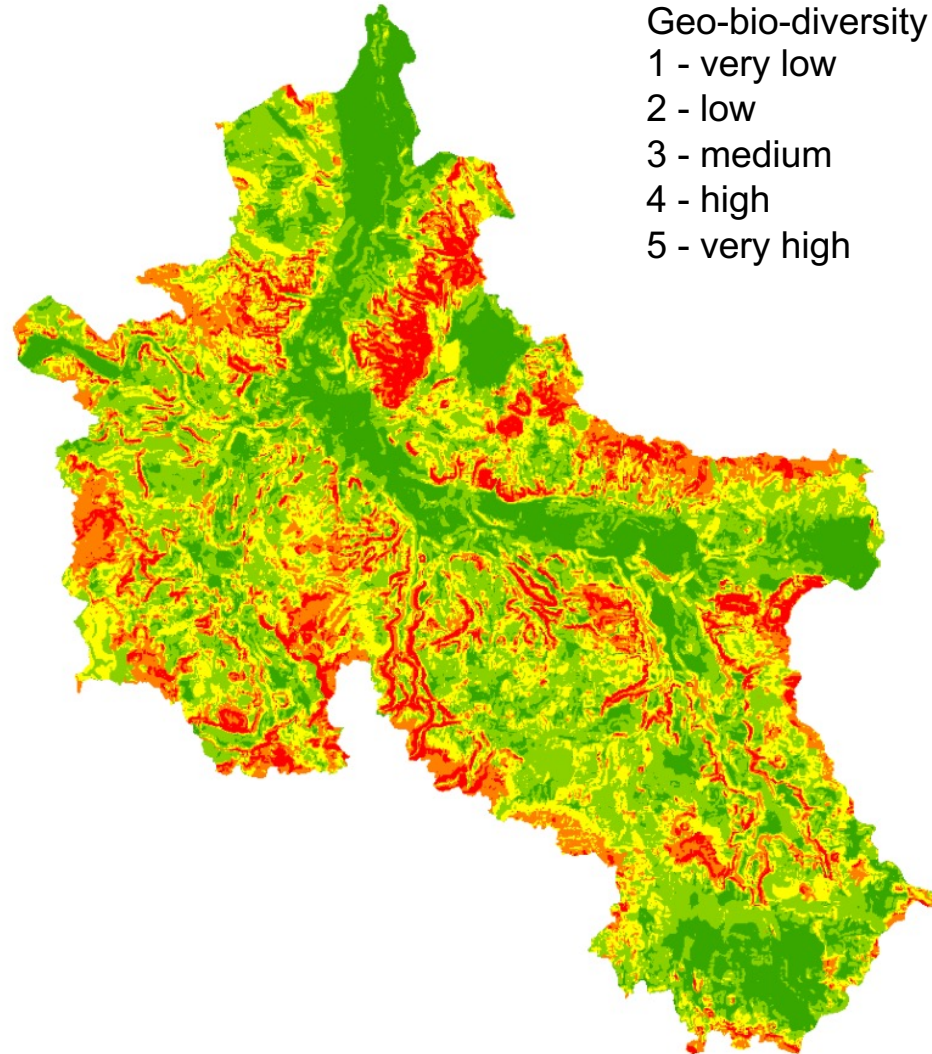 Geo-bio-diversity
1 - very low
2 - low
3 - medium
4 - high
5 - very high